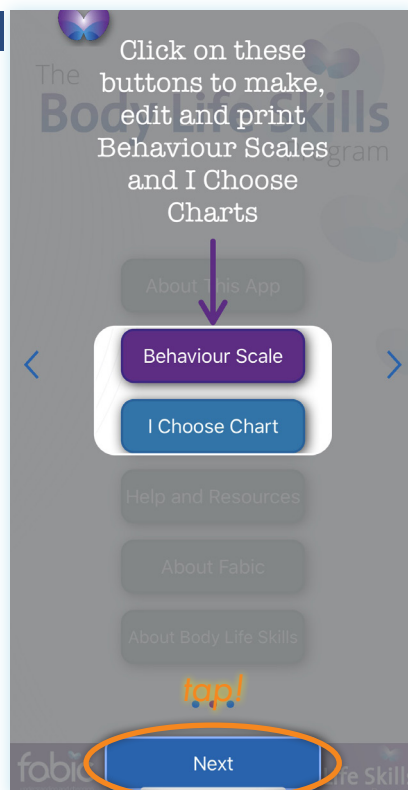 Click on these
buttons to make,
edit and print
Behaviour Scales
and I Choose
Charts
The
Body Life Skills
Program
About This App
Behaviour Scale
I Choose Chart
Help and Resources
About Fabic
About Body Life Skills
tap!
Next
fabic
Life Skills